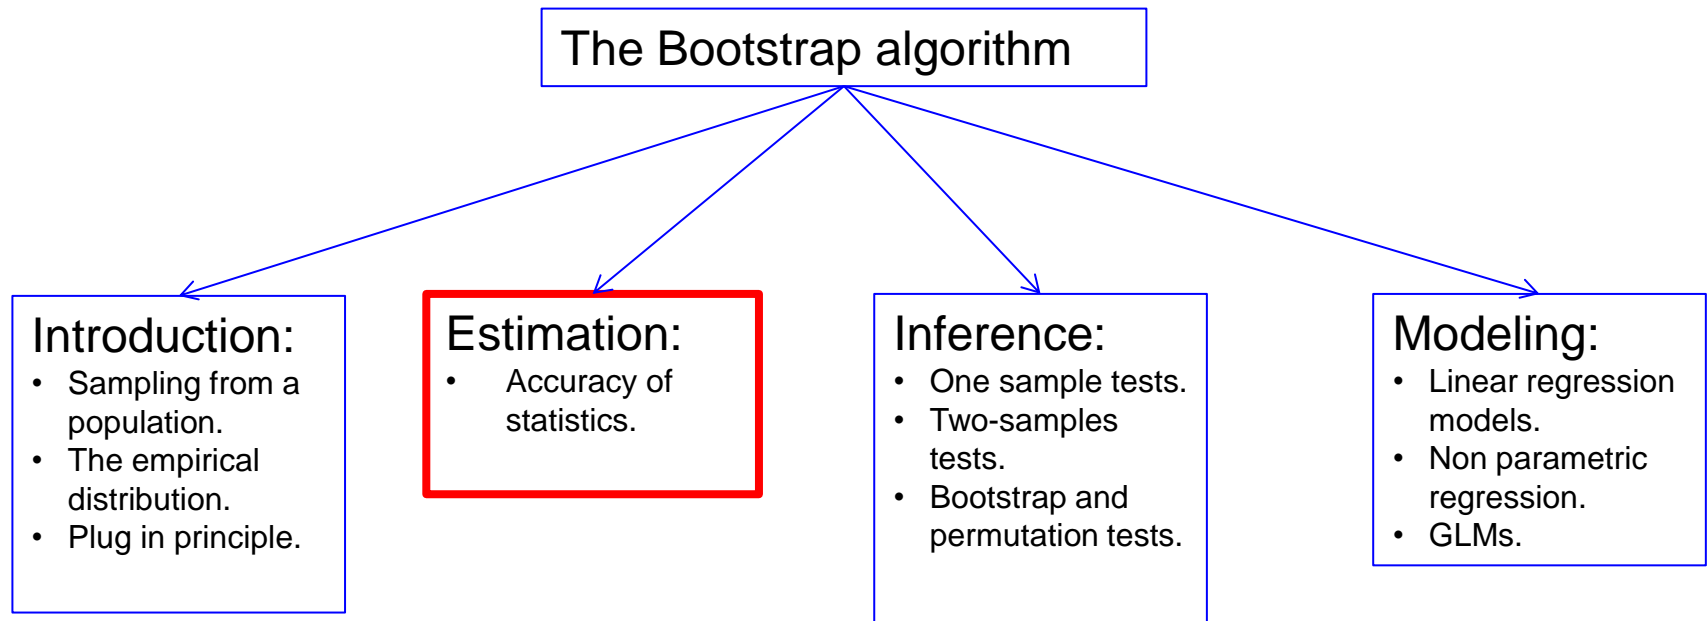 The Bootstrap algorithm
Introduction:
• Sampling from a
population.
• The empirical
distribution.
• Plug in principle.
Estimation:
• Accuracy of
statistics.
Inference:
• One sample tests.
• Two-samples
tests.
• Bootstrap and
permutation tests.
Modeling:
• Linear regression
models.
• Non parametric
regression.
• GLMs.